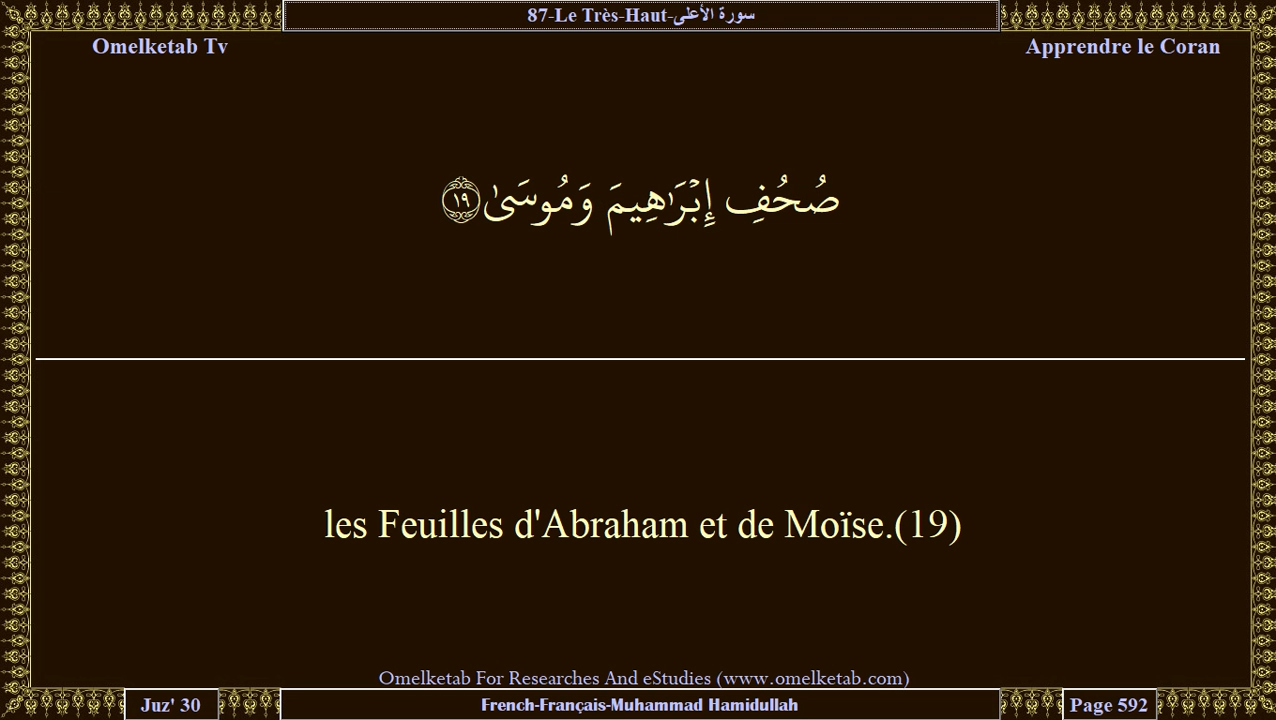 87-Le Très-Haut-سورة الأعلى
Omelketab Tv
Apprendre le Coran
صُحُفِ إِبْرَٰهِيمَ وَمُوسَىٰ ١٩
les Feuilles d'Abraham et de Moïse.(19)
Omelketab For Researches And eStudies (www.omelketab.com)
Juz' 30
French-Français-Muhammad Hamidullah
Page 592